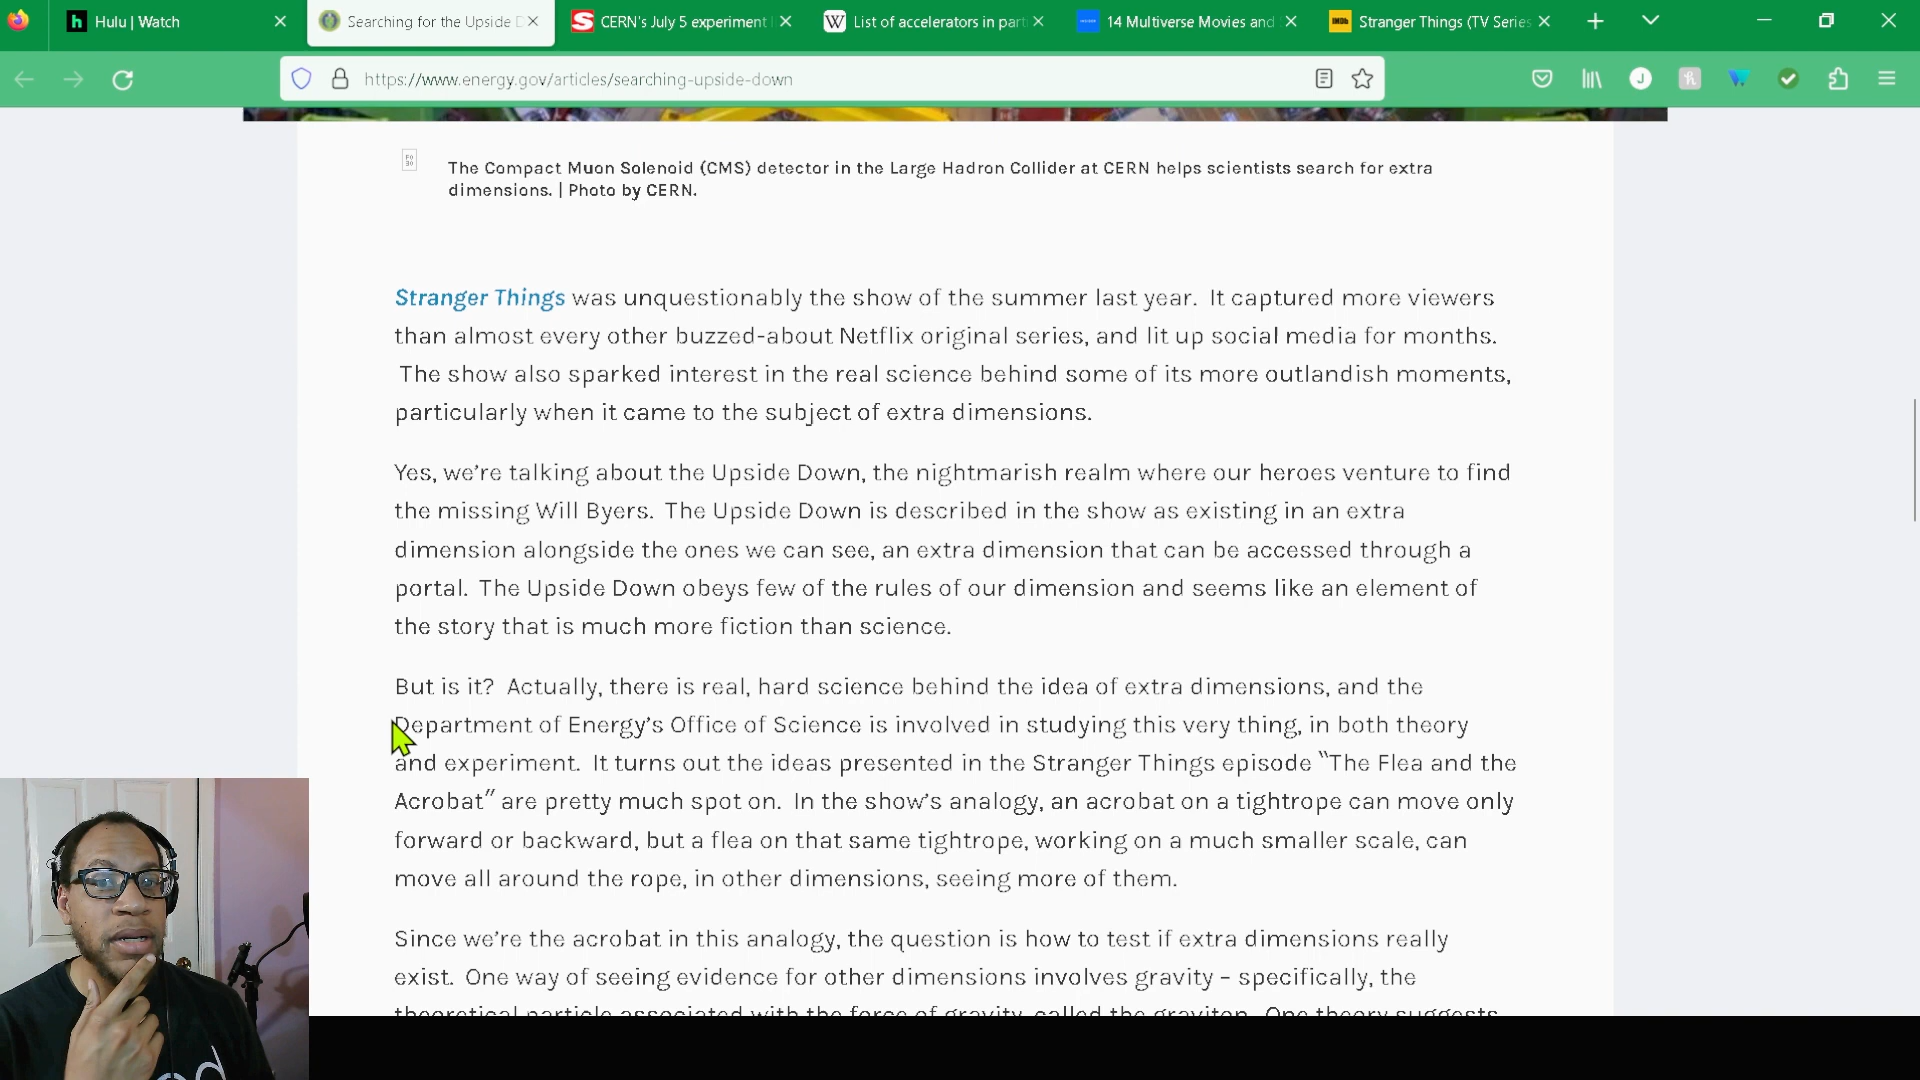 Hulu | Watch
Searching for the Upside D
CERN's July 5 experiment
List of accelerators in part
14 Multiverse Movies and
Stranger Things (TV Series
https://www.energy.gov/articles/searching-upside-down
The Compact Muon Solenoid (CMS) detector in the Large Hadron Collider at CERN helps scientists search for extra
dimensions. | Photo by CERN.
Stranger Things was unquestionably the show of the summer last year. It captured more viewers
than almost every other buzzed-about Netflix original series, and lit up social media for months.
The show also sparked interest in the real science behind some of its more outlandish moments,
particularly when it came to the subject of extra dimensions.
Yes, we're talking about the Upside Down, the nightmarish realm where our heroes venture to find
the missing Will Byers. The Upside Down is described in the show as existing in an extra
dimension alongside the ones we can see, an extra dimension that can be accessed through a
portal. The Upside Down obeys few of the rules of our dimension and seems like an element of
the story that is much more fiction than science.
But is it? Actually, there is real, hard science behind the idea of extra dimensions, and the
Department of Energy's Office of Science is involved in studying this very thing, in both theory
and experiment. It turns out the ideas presented in the Stranger Things episode "The Flea and the
Acrobat" are pretty much spot on. In the show's analogy, an acrobat on a tightrope can move only
forward or backward, but a flea on that same tightrope, working on a much smaller scale, can
move all around the rope, in other dimensions, seeing more of them.
Since we're the acrobat in this analogy, the question is how to test if extra dimensions really
exist. One way of seeing evidence for other dimensions involves gravity – specifically, the
theoretical particle associated with the force of gravity, called the graviton. One theory suggests